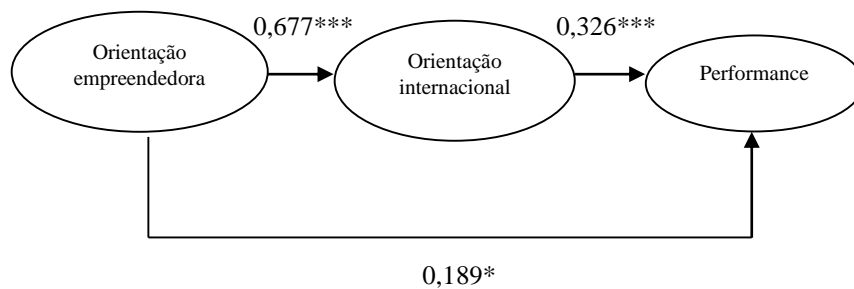 0,677***
0,326***
Orientação
empreendedora
Orientação
internacional
Performance
0,189*